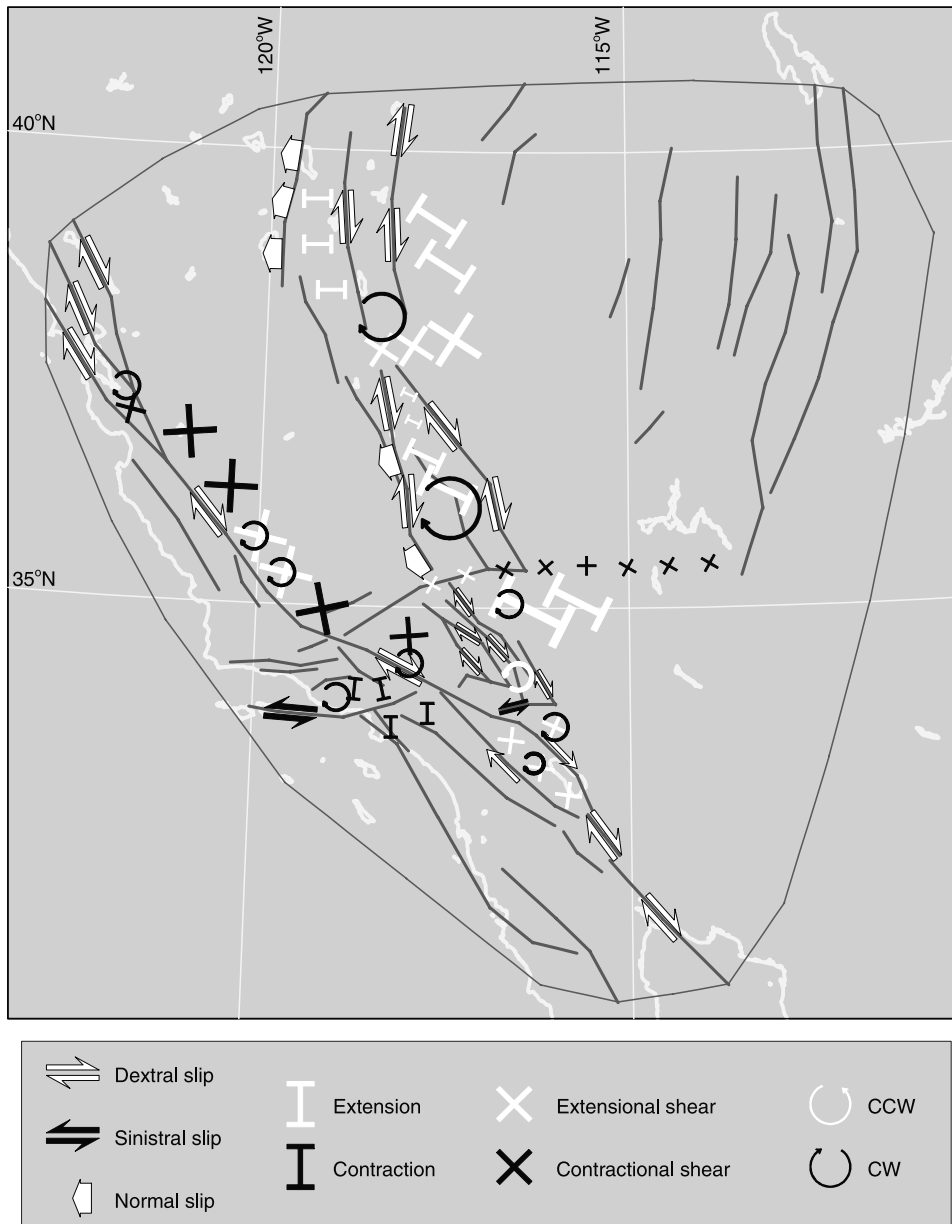 120°W
115°W
40°N
35°N
Dextral slip
Sinistral slip
Normal slip
Extension
Contraction
Extensional shear
Contractional shear
CCW
CW